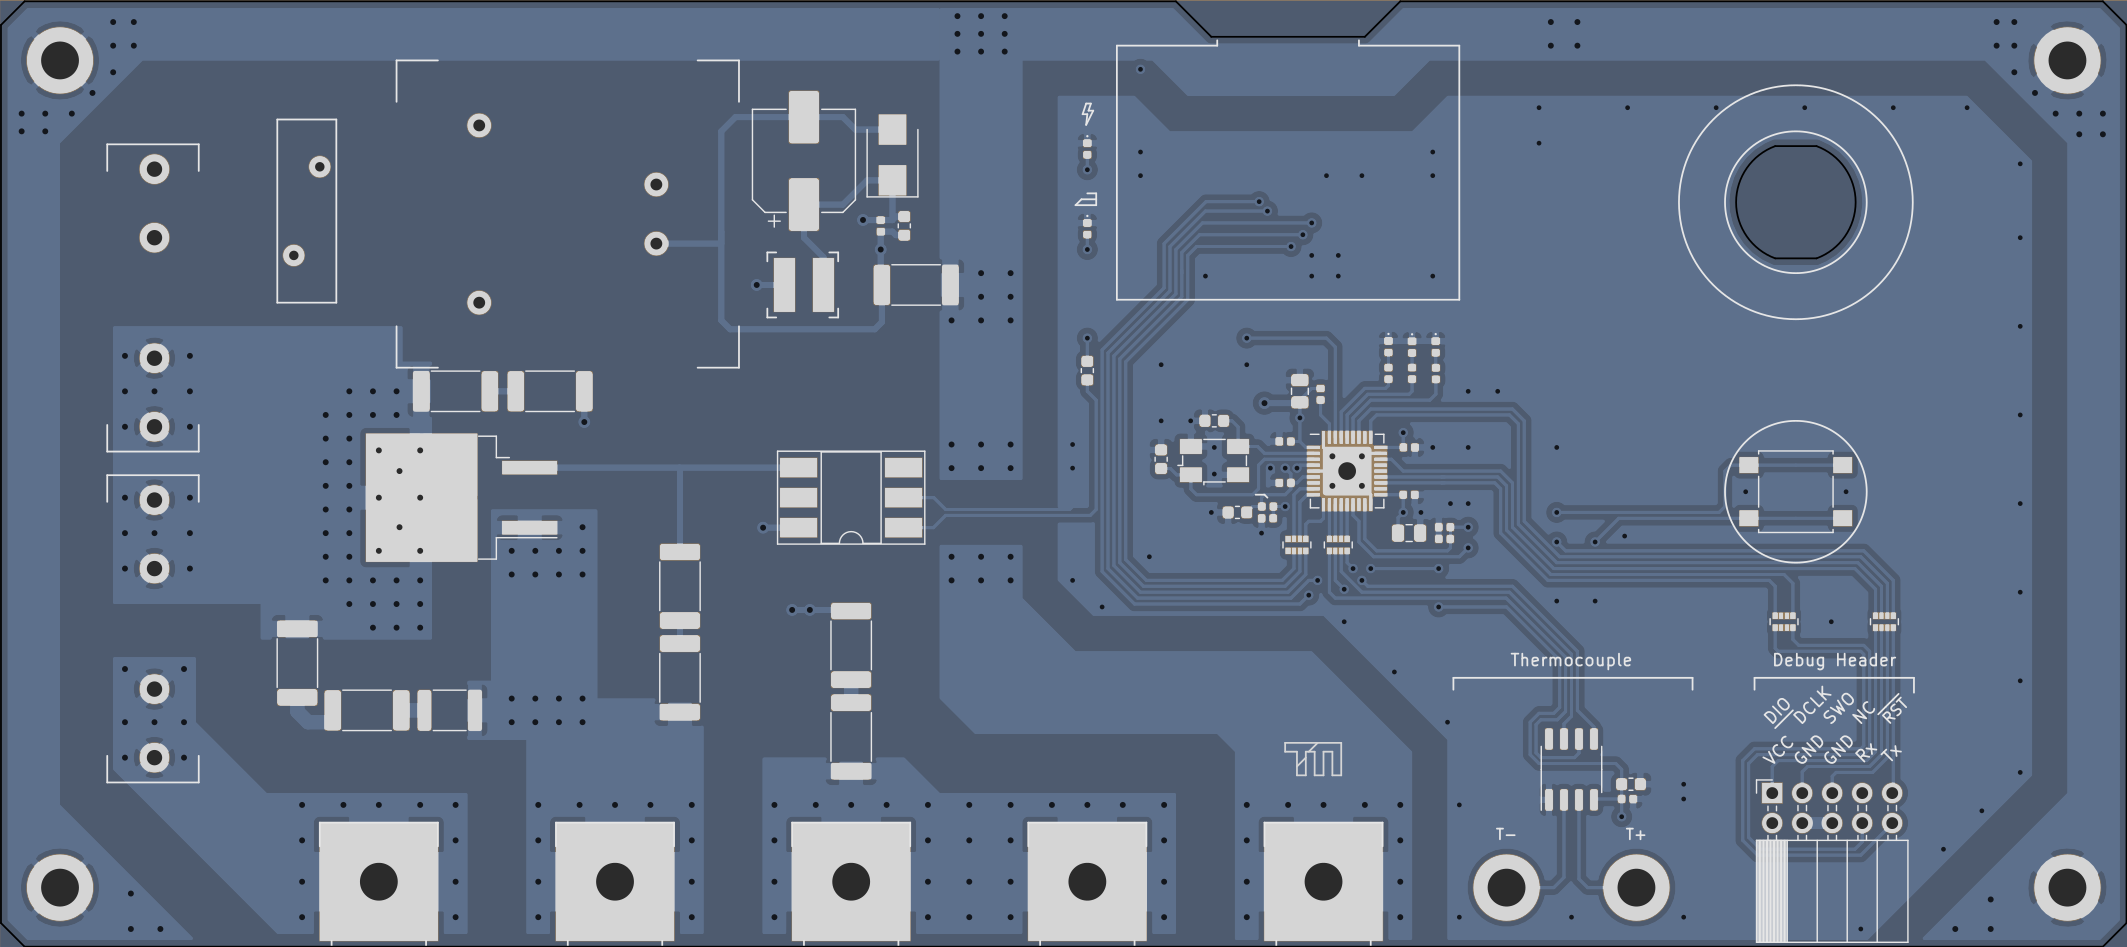 +
Thermocouple
Debug Header
DIO
DCLK
SWO
NC
RST
VCC
GND
GND
Rx
Tx
T-
T+